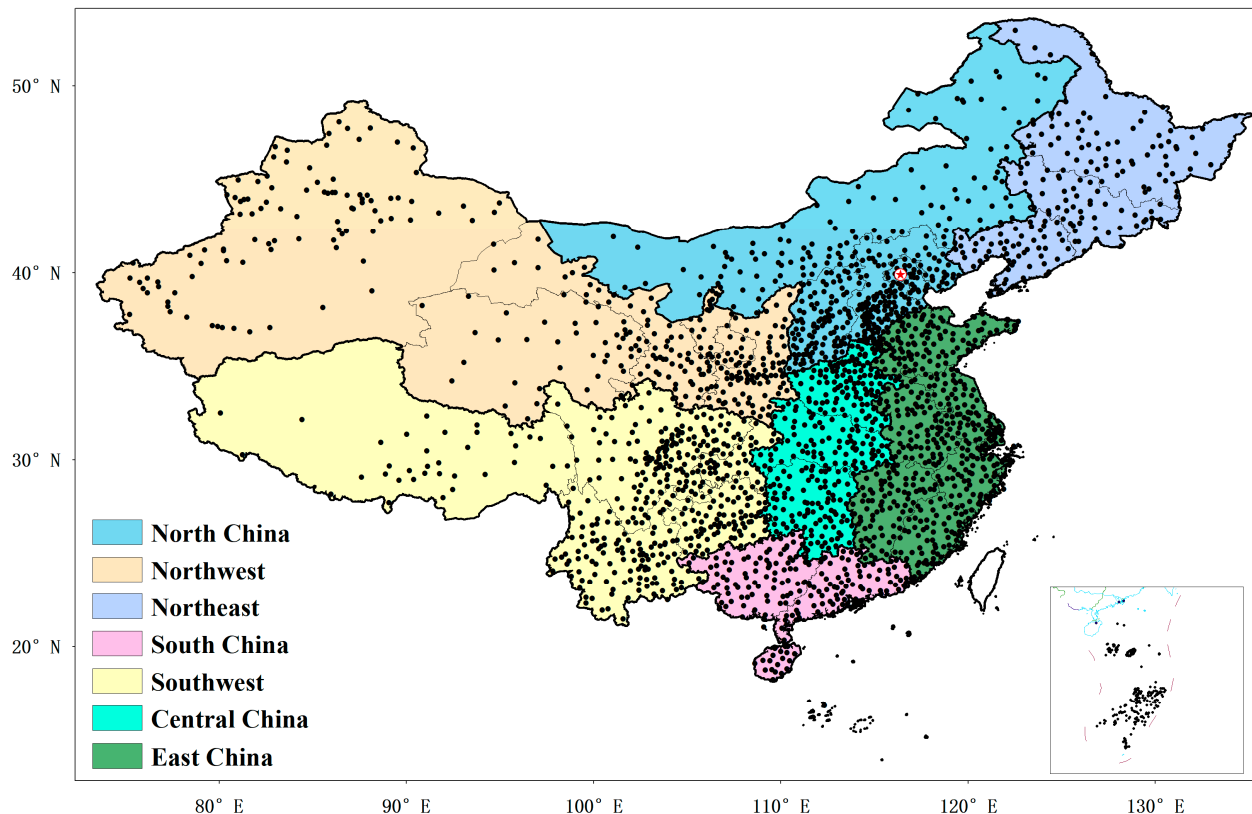 50° N
40° N
30° N
20° N
North China
Northwest
Northeast
South China
Southwest
Central China
East China
80° E
90° E
100° E
110° E
120° E
130° E